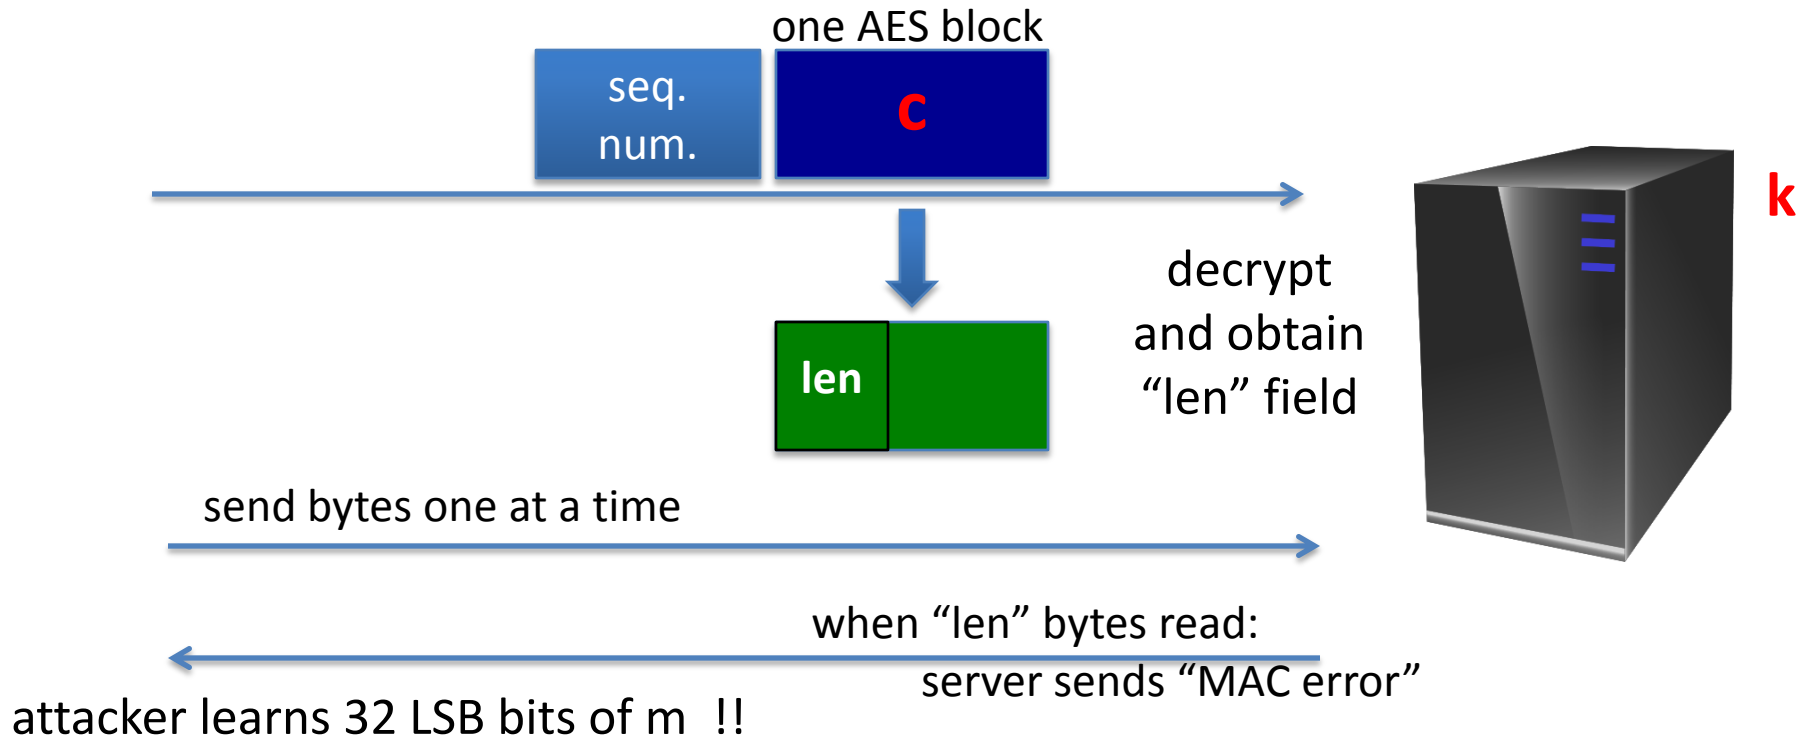 one AES block
seq.
num.
c
k
decrypt
and obtain
“len” field
len
send bytes one at a time
when “len” bytes read:
server sends “MAC error”
attacker learns 32 LSB bits of m !!